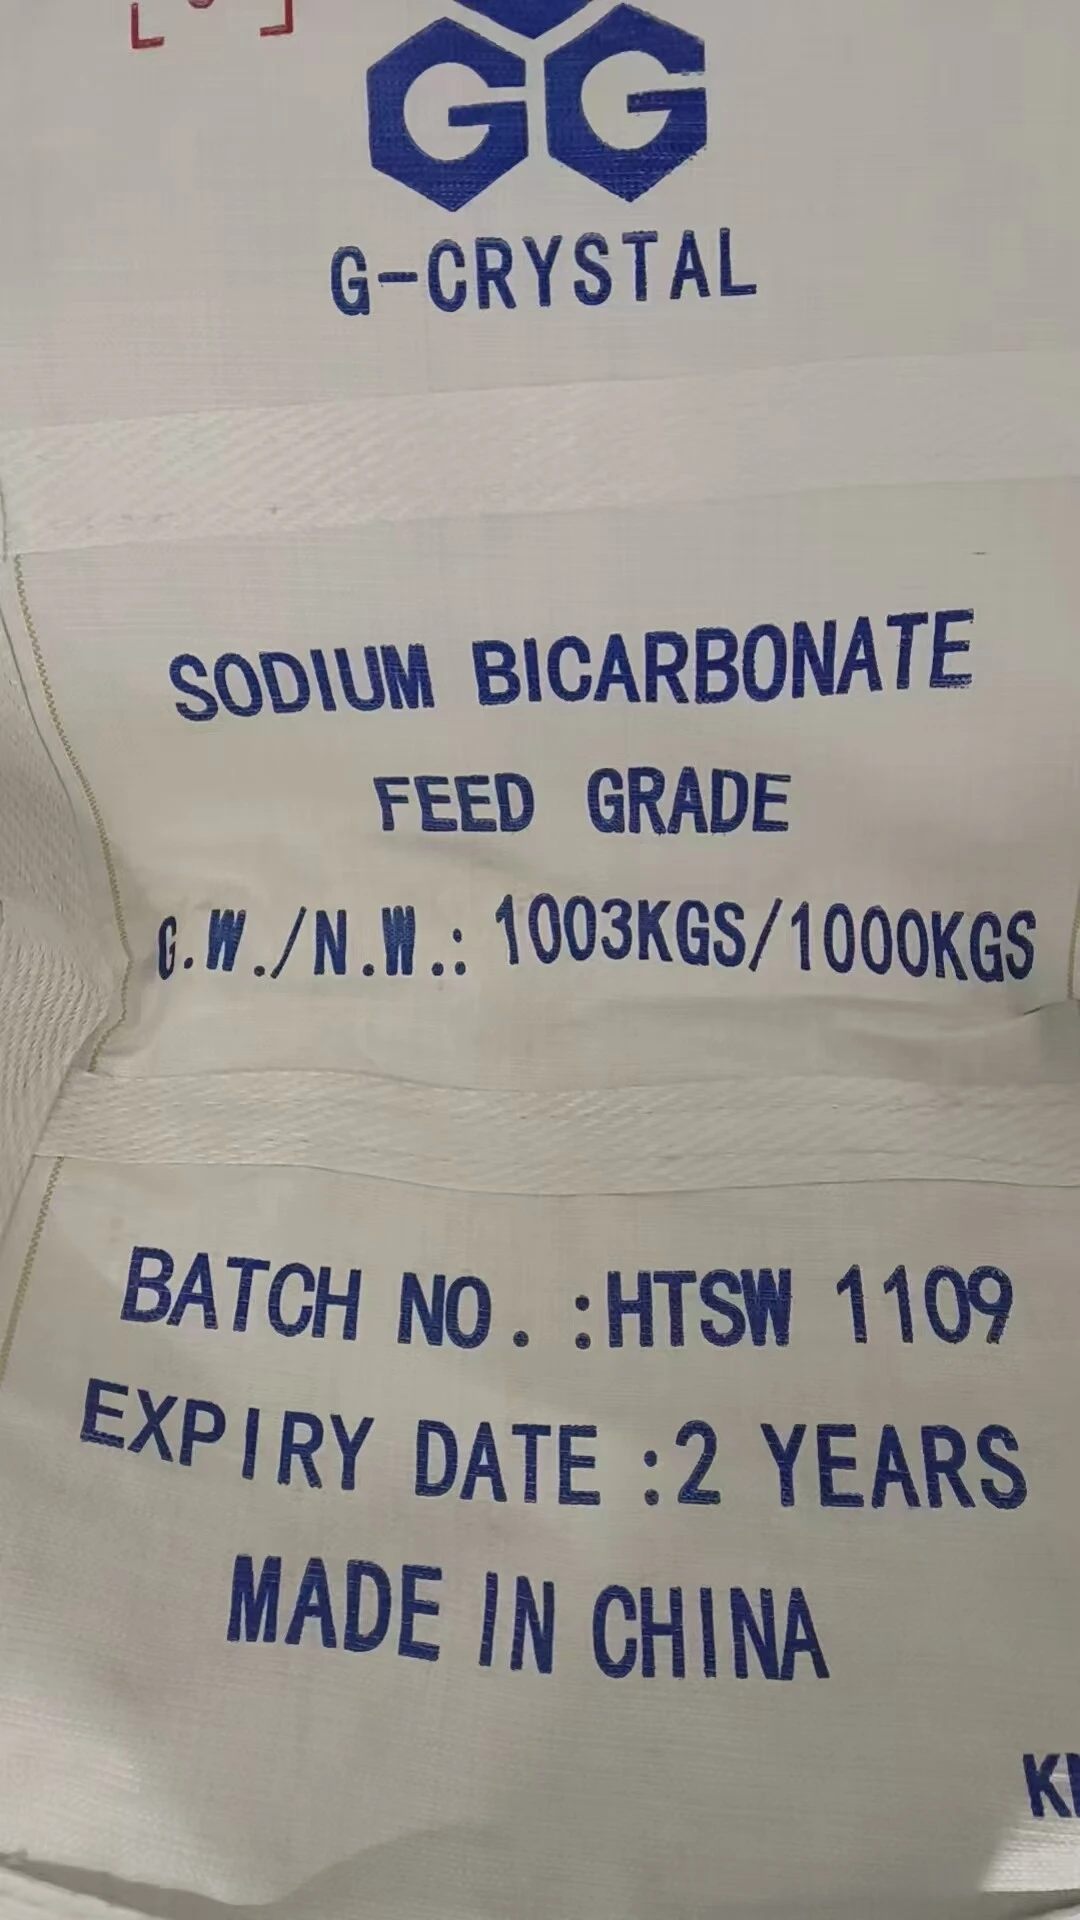 GG
G-CRYSTAL
SODIUM BICARBONATE
FEED GRADE
G.W./N.W.: 1003KGS/1000KGS
BATCH NO. :HTSW 1109
EXPIRY DATE :2 YEARS
MADE IN CHINA